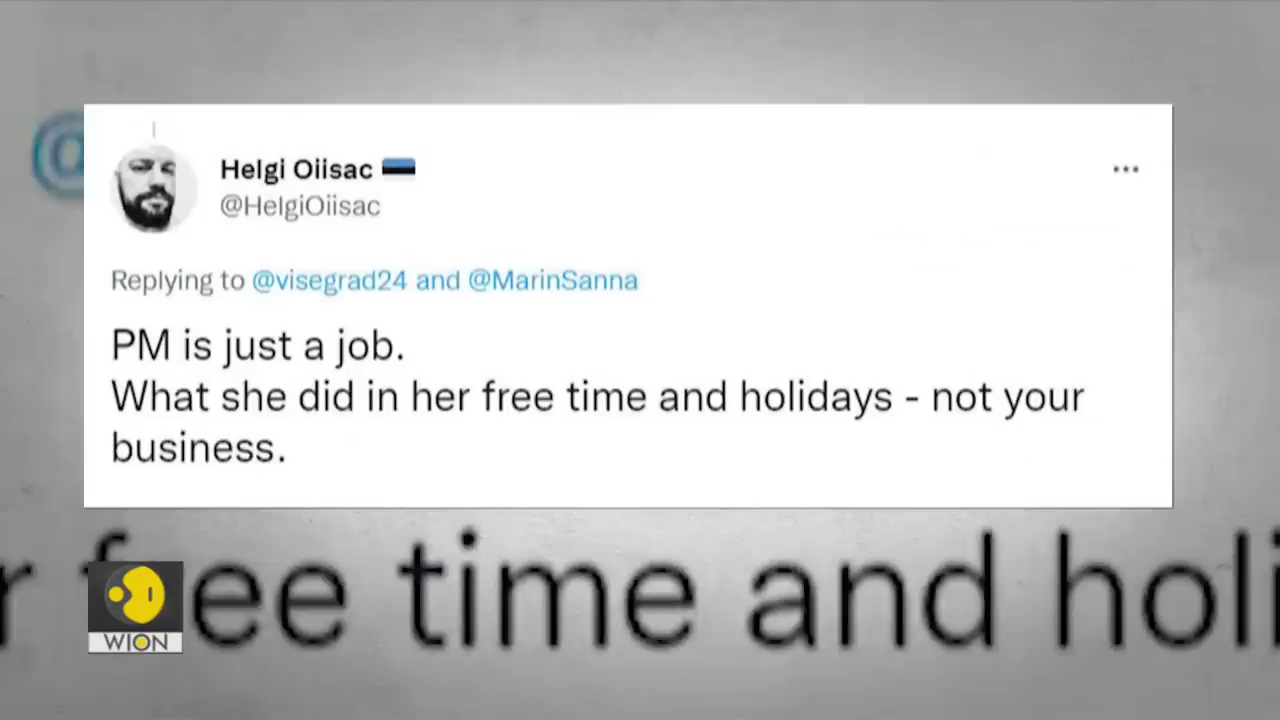 @
Helgi Oiisac
@HelgiOiisac
Replying to @visegrad24 and @MarinSanna
PM is just a job.
What she did in her free time and holidays - not your
business.
r free time and holi
WION